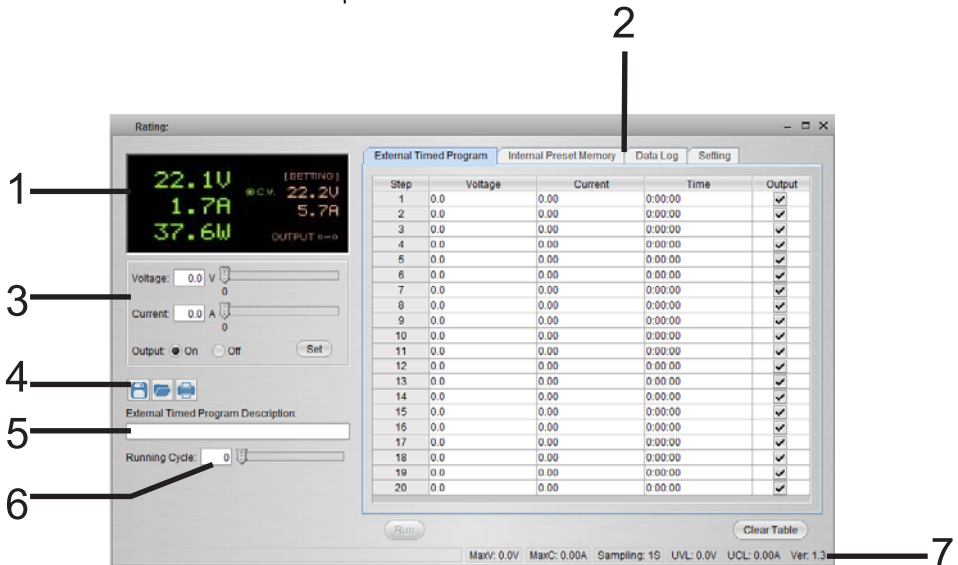 2
Rating:
1
22.1V
1.7A
37.6W
[SETTING]
C.V. 22.2V
5.7A
OUTPUT
3
Voltage: 0.0 V
0
Current: 0.0 A
0
Output: On Off Set
4
5
External Timed Program Description:
6
Running Cycle: 0
External Timed Program Internal Preset Memory Data Log Setting
Step Voltage Current Time Output
1 0.0 0.00 0:00:00
2 0.0 0.00 0:00:00
3 0.0 0.00 0:00:00
4 0.0 0.00 0:00:00
5 0.0 0.00 0:00:00
6 0.0 0.00 0:00:00
7 0.0 0.00 0:00:00
8 0.0 0.00 0:00:00
9 0.0 0.00 0:00:00
10 0.0 0.00 0:00:00
11 0.0 0.00 0:00:00
12 0.0 0.00 0:00:00
13 0.0 0.00 0:00:00
14 0.0 0.00 0:00:00
15 0.0 0.00 0:00:00
16 0.0 0.00 0:00:00
17 0.0 0.00 0:00:00
18 0.0 0.00 0:00:00
19 0.0 0.00 0:00:00
20 0.0 0.00 0:00:00
Run Clear Table
MaxV: 0.0V MaxC: 0.00A Sampling: 1S UVL: 0.0V UCL: 0.00A Ver: 1.3
7